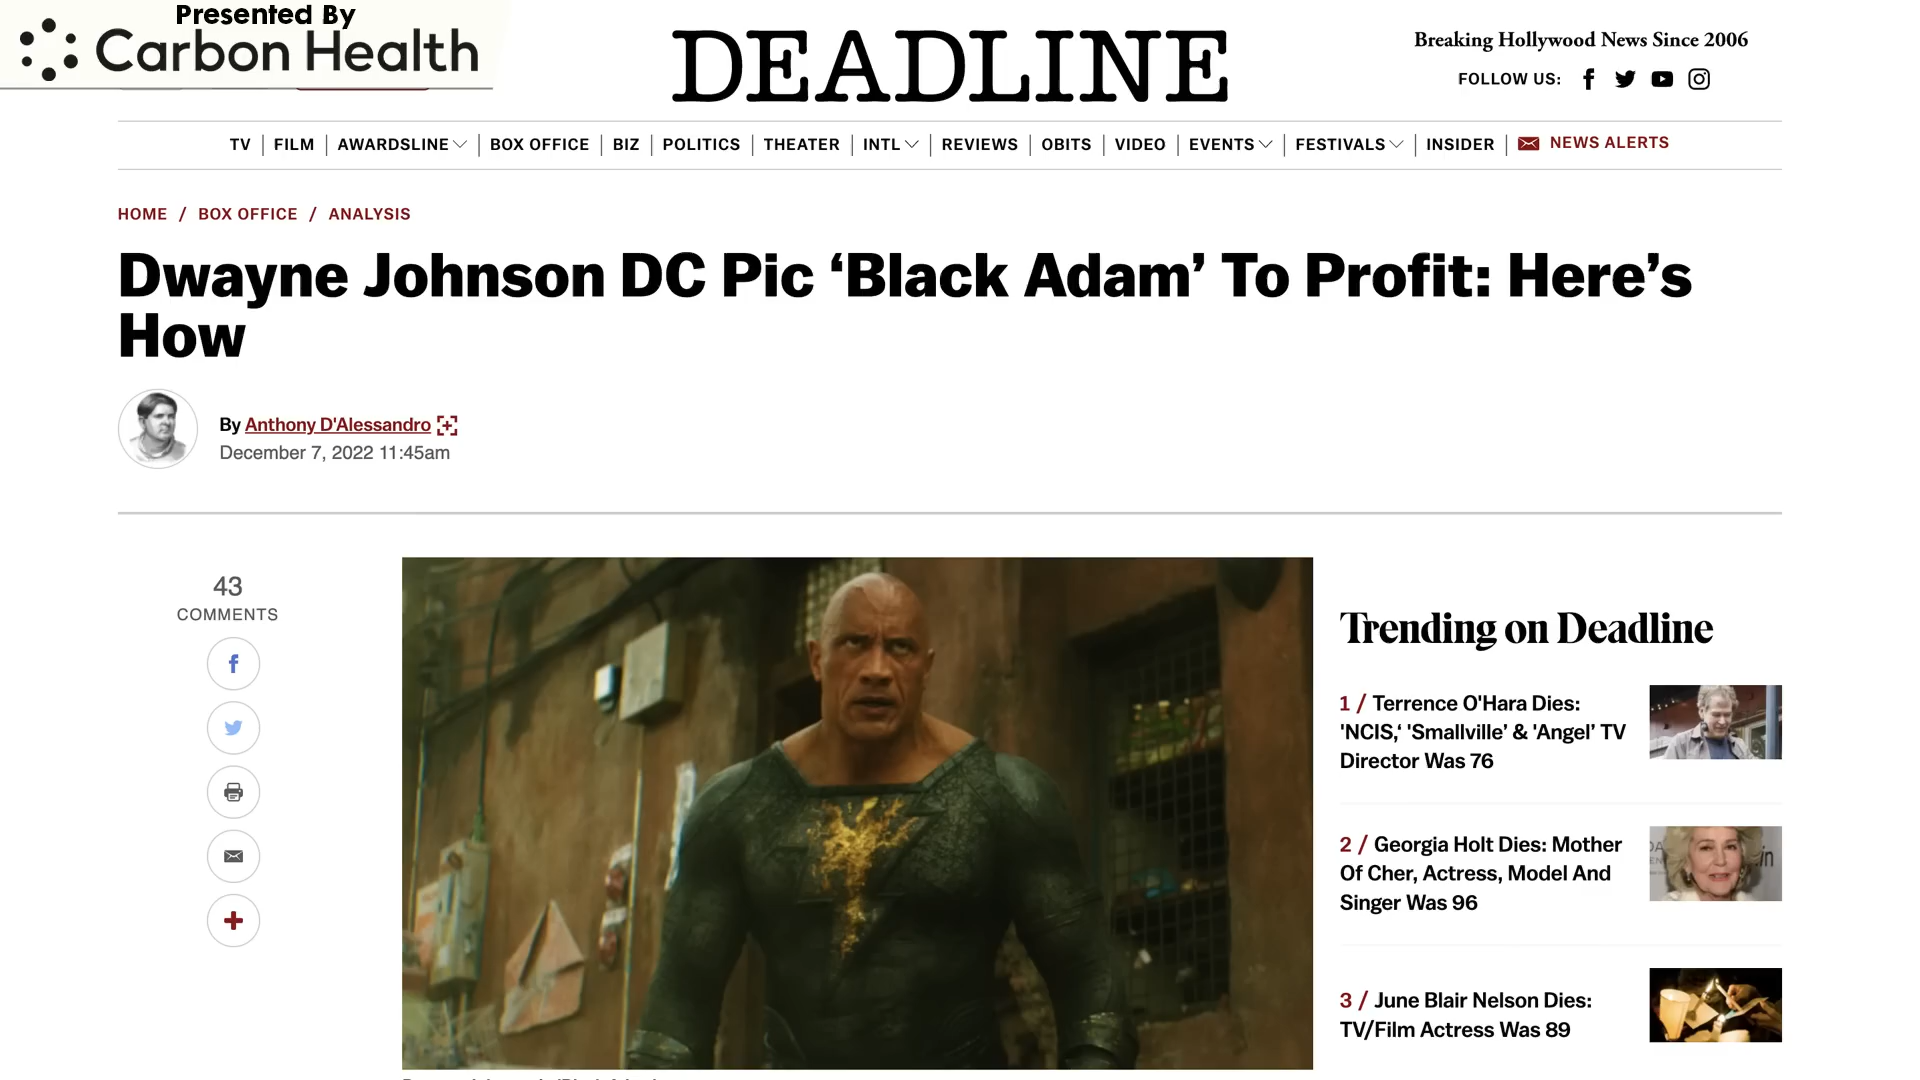 Presented By
Carbon Health
DEADLINE
Breaking Hollywood News Since 2006
FOLLOW US:
TV | FILM | AWARDSLINE | BOX OFFICE | BIZ | POLITICS | THEATER | INTL | REVIEWS | OBITS | VIDEO | EVENTS | FESTIVALS | INSIDER | NEWS ALERTS
HOME / BOX OFFICE / ANALYSIS
Dwayne Johnson DC Pic ‘Black Adam’ To Profit: Here’s
How
By Anthony D'Alessandro
December 7, 2022 11:45am
43
COMMENTS
Trending on Deadline
1 / Terrence O'Hara Dies:
'NCIS,‘ 'Smallville’ & 'Angel’ TV
Director Was 76
2 / Georgia Holt Dies: Mother
Of Cher, Actress, Model And
Singer Was 96
3 / June Blair Nelson Dies:
TV/Film Actress Was 89